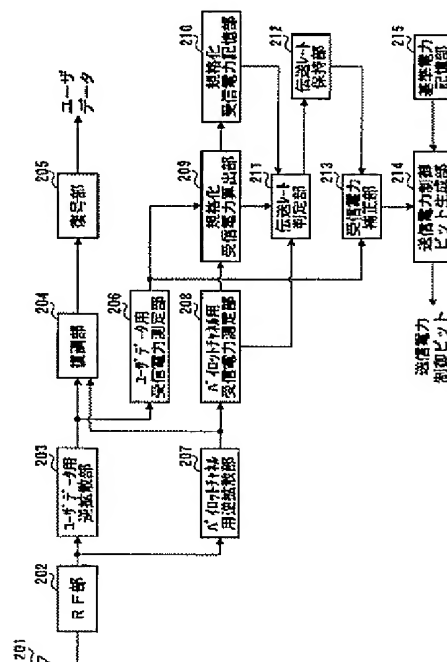 201
202
RF部
203
ユーザデータ用
逆拡散部
204
復調部
205
復号部
ユーザ
データ
206
ユーザデータ用
受信電力測定部
207
パイロットチャネル
用逆拡散部
208
パイロットチャネル用
受信電力測定部
209
規格化
受信電力算出部
210
規格化
受信電力記憶部
211
伝送レート
判定部
212
伝送レート
保持部
213
受信電力
補正部
214
送信電力制御
ビット生成部
215
基準電力
記憶部
送信電力
制御ビット